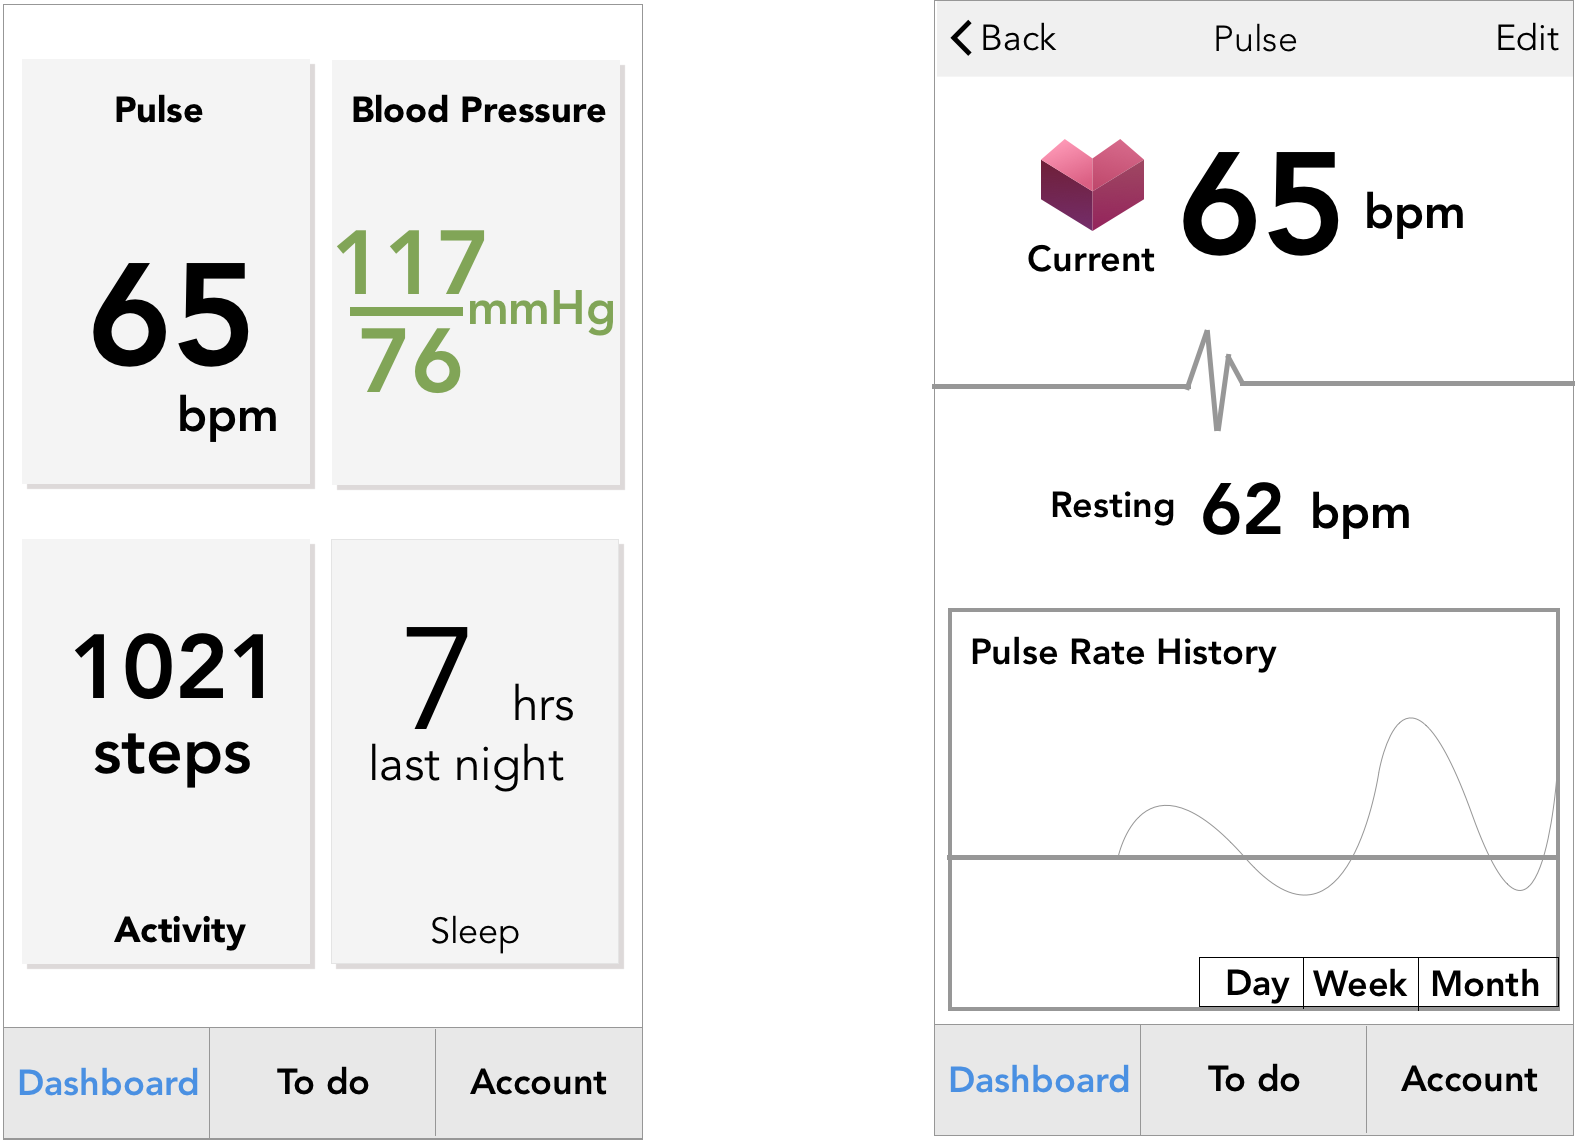 Pulse
65
bpm
Blood Pressure
117
76
mmHg
1021
steps
Activity
7 hrs
last night
Sleep
Dashboard
To do
Account
Back
Pulse
Edit
65 bpm
Current
Resting 62 bpm
Pulse Rate History
Day
Week
Month
Dashboard
To do
Account